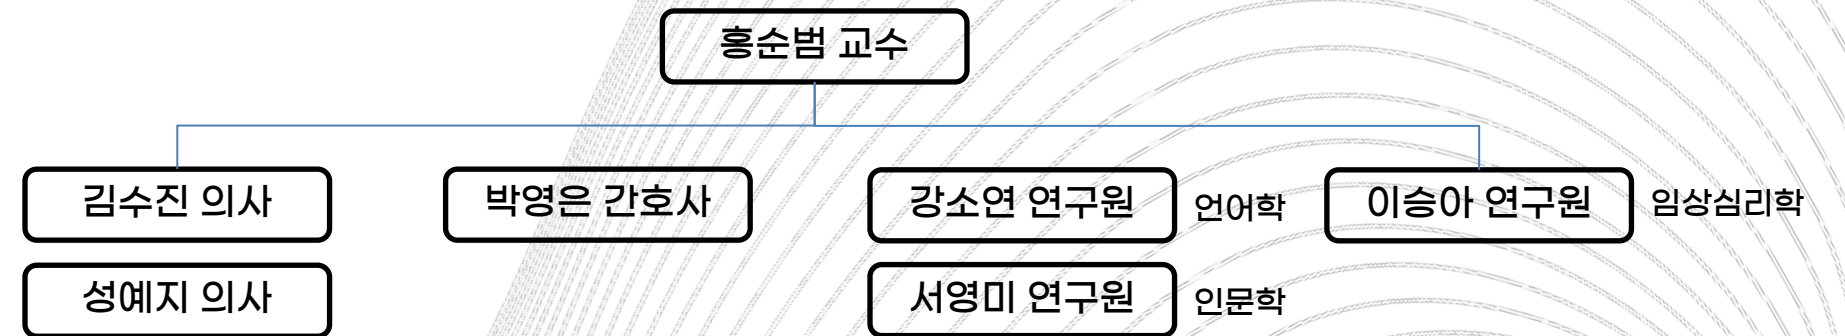 홍순범 교수
김수진 의사
박영은 간호사
강소연 연구원
언어학
이승아 연구원
임상심리학
성예지 의사
서영미 연구원
인문학